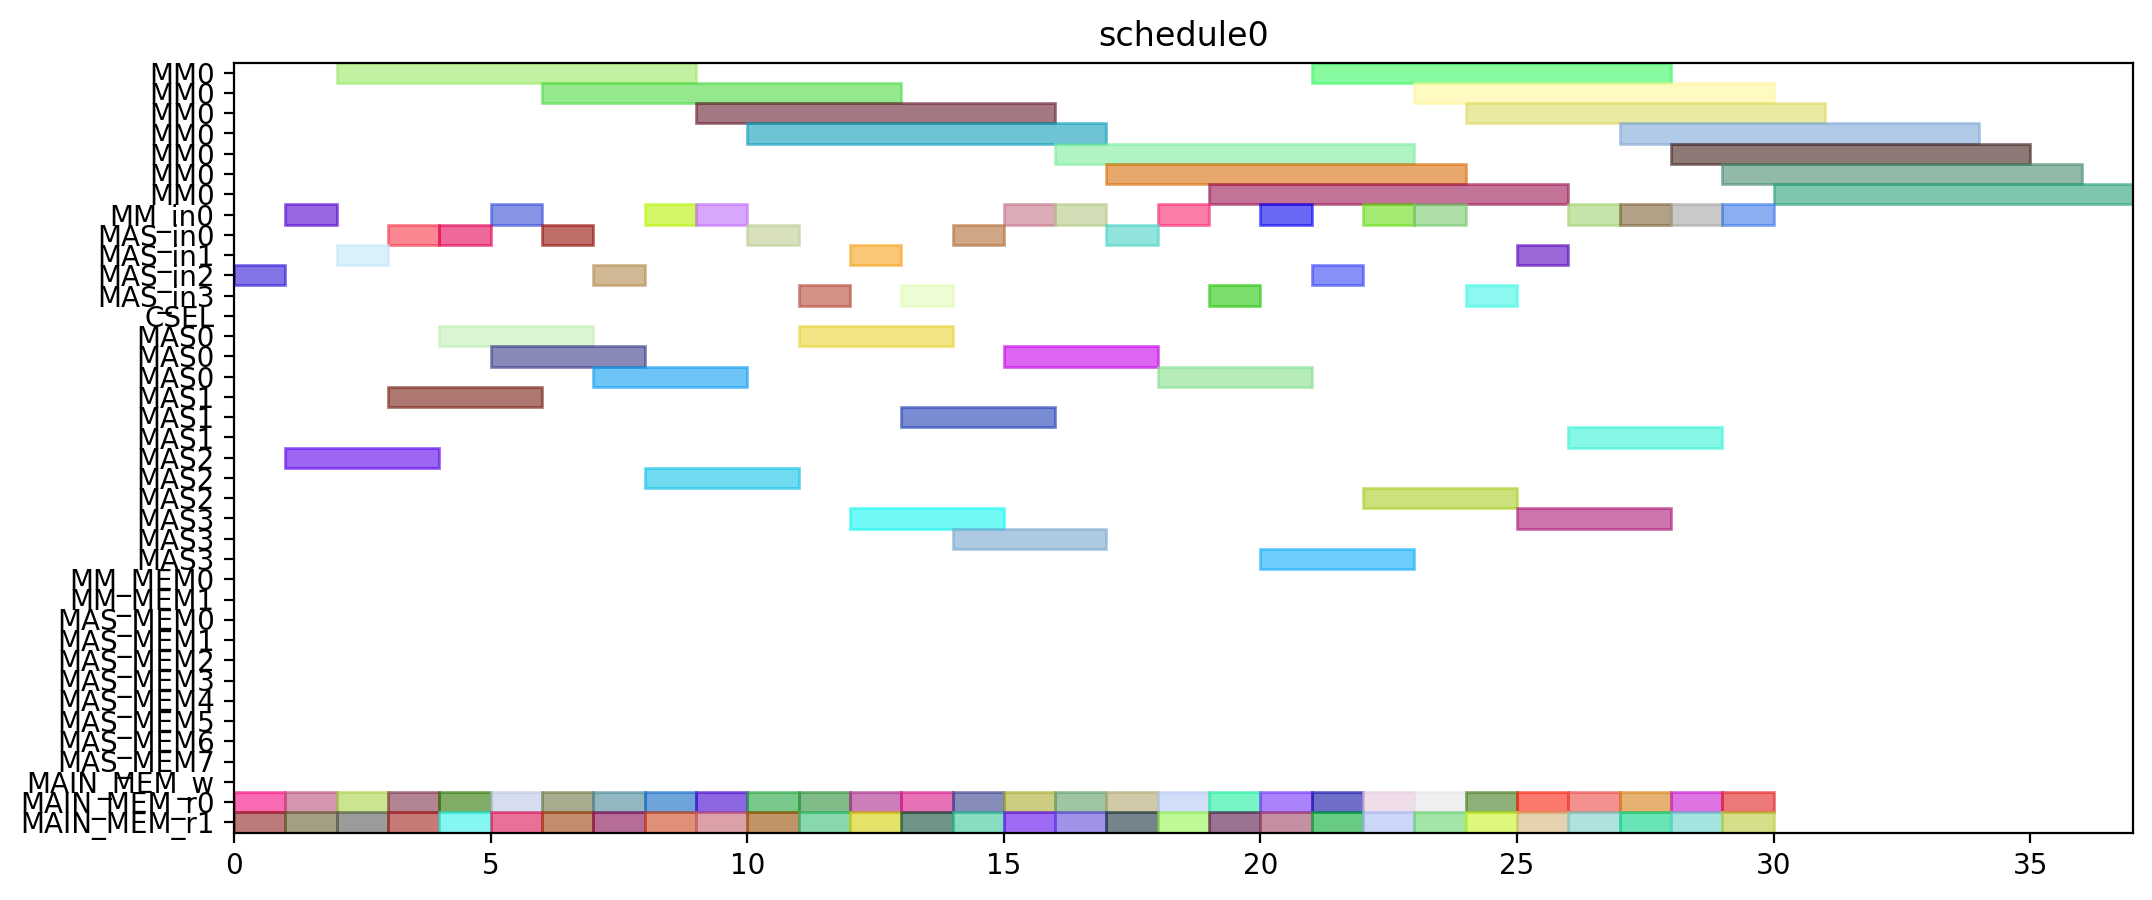 schedule0
MM0
MM0
MM0
MM0
MM0
MM0
MM0
MM_in0
MAS_in0
MAS_in1
MAS_in2
MAS_in3
CSEL
MAS0
MAS0
MAS0
MAS1
MAS1
MAS1
MAS2
MAS2
MAS2
MAS3
MAS3
MAS3
MM_MEM0
MM_MEM1
MAS_MEM0
MAS_MEM1
MAS_MEM2
MAS_MEM3
MAS_MEM4
MAS_MEM5
MAS_MEM6
MAS_MEM7
MAIN_MEM_w
MAIN_MEM_r0
MAIN_MEM_r1
0 5 10 15 20 25 30 35